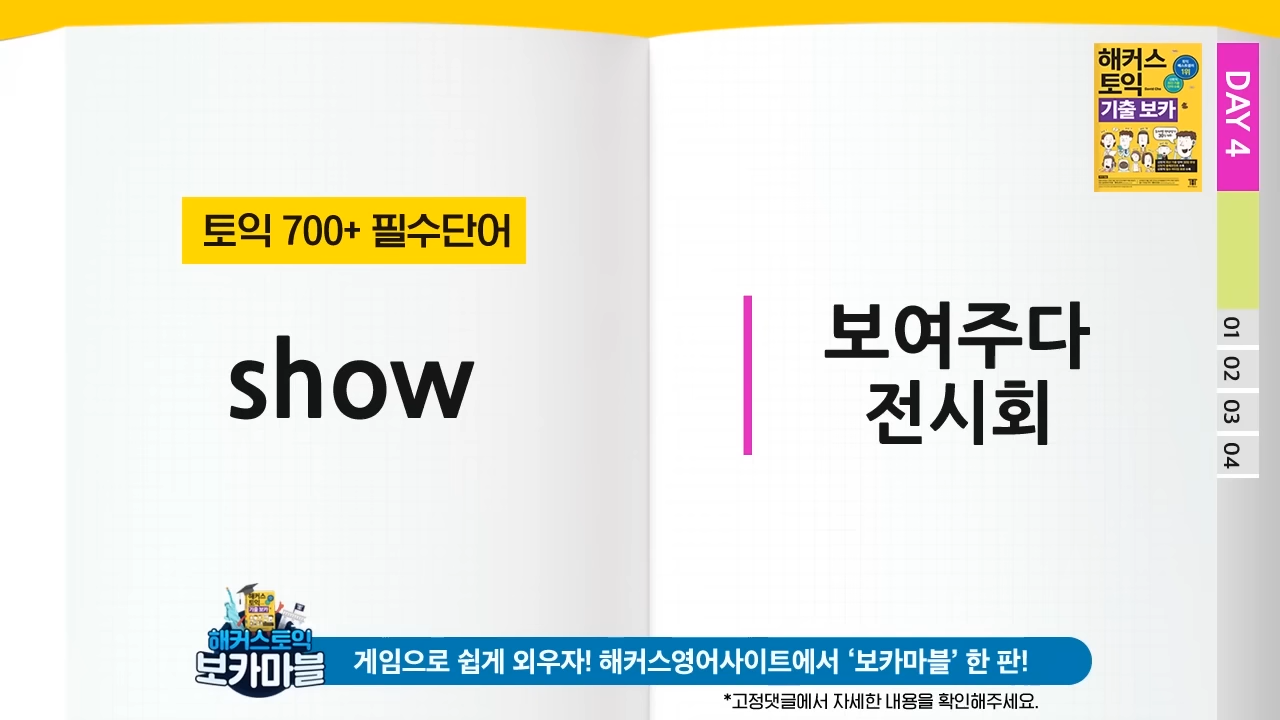 해커스
토익
기출 보카
DAY 4
토익 700+ 필수단어
show
보여주다
전시회
01
02
03
04
해커스토익
보카마블
게임으로 쉽게 외우자! 해커스영어사이트에서 ‘보카마블’ 한 판!
*고정댓글에서 자세한 내용을 확인해주세요.